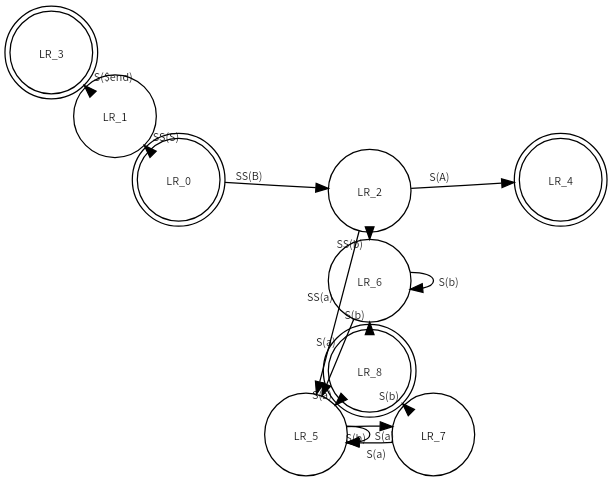 LR_3
S($end)
LR_1
SS(S)
LR_0
SS(B)
LR_2
S(A)
LR_4
SS(b)
LR_6
S(b)
SS(a)
S(b)
S(a)
LR_8
S(b)
LR_5
S(b)
S(a)
LR_7
S(a)